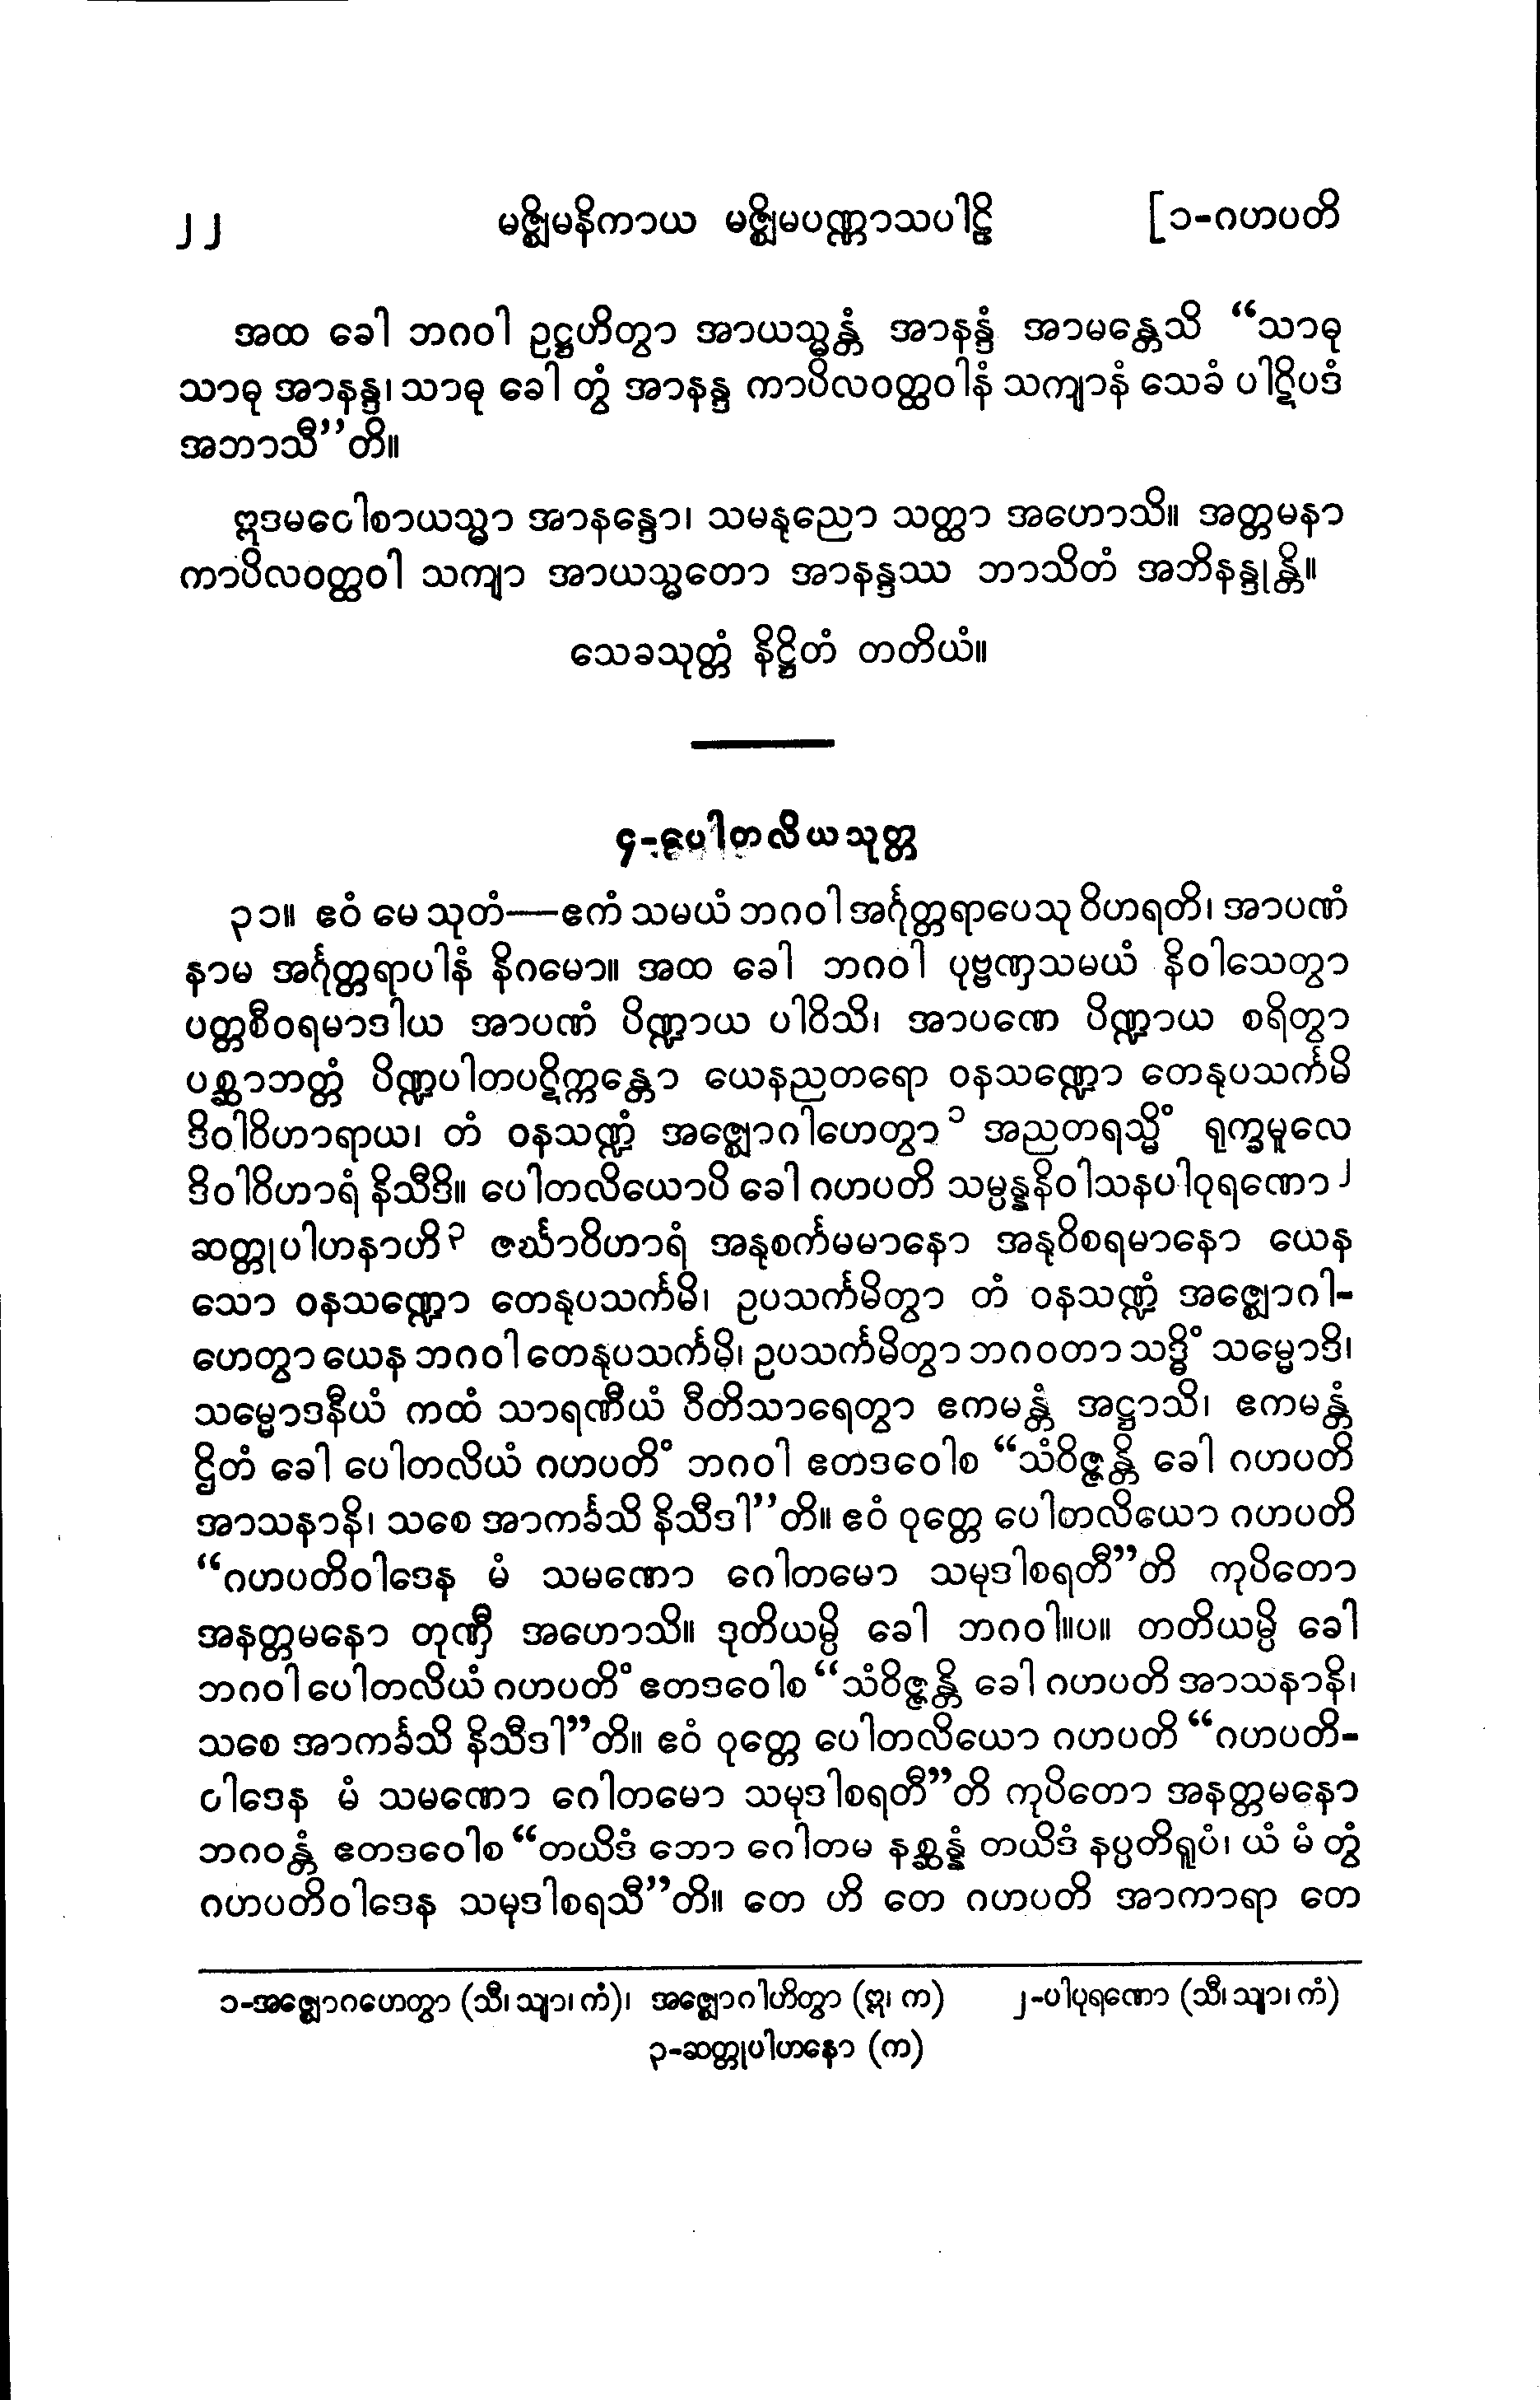 ၂၂ မဇ္ဈိမနိကာယ မဇ္ဈိမပဏ္ဏာသပါဠိ [၁-ဂဟပတိ
အထ ခေါ ဘဂဝါ ဥဋ္ဌဟိတွာ အာယသ္မန္တံ အာနန္ဒံ အာမန္တေသိ “သာဓု
သာဓု အာနန္ဒ၊ သာဓု ခေါ တွံ အာနန္ဒ ကာပိလဝတ္ထဝါနံ သကျာနံ သေခံ ပါဋိပဒံ
အဘာသီ”တိ။
ဣဒမဝေါစာယသ္မာ အာနန္ဒော၊ သမနုညော သတ္ထာ အဟောသိ။ အတ္တမနာ
ကာပိလဝတ္ထဝါ သကျာ အာယသ္မတော အာနန္ဒဿ ဘာသိတံ အဘိနန္ဒုန္တိ။
သေခသုတ္တံ နိဋ္ဌိတံ တတိယံ။
၄-ပေါတလိယသုတ္တ
၃၁။ ဧဝံ မေ သုတံ—ဧကံ သမယံ ဘဂဝါ အင်္ဂုတ္တရာပေသု ဝိဟရတိ၊ အာပဏံ
နာမ အင်္ဂုတ္တရာပါနံ နိဂမော။ အထ ခေါ ဘဂဝါ ပုဗ္ဗဏှသမယံ နိဝါသေတွာ
ပတ္တစီဝရမာဒါယ အာပဏံ ပိဏ္ဍာယ ပါဝိသိ၊ အာပဏေ ပိဏ္ဍာယ စရိတွာ
ပစ္ဆာဘတ္တံ ပိဏ္ဍပါတပဋိက္ကန္တော ယေနညတရော ဝနသဏ္ဍော တေနုပသင်္ကမိ
ဒိဝါဝိဟာရာယ၊ တံ ဝနသဏ္ဍံ အဇ္ဈောဂါဟေတွာ ၁ အညတရသ္မိံ ရုက္ခမူလေ
ဒိဝါဝိဟာရံ နိသီဒိ။ ပေါတလိယောပိ ခေါ ဂဟပတိ သမ္ပန္နနိဝါသနပါဝုရဏော ၂
ဆတ္တုပါဟနာဟိ ၃ ဇင်္ဃာဝိဟာရံ အနုစင်္ကမမာနော အနုဝိစရမာနော ယေန
သော ဝနသဏ္ဍော တေနုပသင်္ကမိ၊ ဥပသင်္ကမိတွာ တံ ဝနသဏ္ဍံ အဇ္ဈောဂါ-
ဟေတွာ ယေန ဘဂဝါ တေနုပသင်္ကမိ၊ ဥပသင်္ကမိတွာ ဘဂဝတာ သဒ္ဓိံ သမ္မောဒိ၊
သမ္မောဒနီယံ ကထံ သာရဏီယံ ဝီတိသာရေတွာ ဧကမန္တံ အဋ္ဌာသိ၊ ဧကမန္တံ
ဌိတံ ခေါ ပေါတလိယံ ဂဟပတိံ ဘဂဝါ ဧတဒဝေါစ “သံဝိဇ္ဇန္တိ ခေါ ဂဟပတိ
အာသနာနိ၊ သစေ အာကင်္ခသိ နိသီဒါ”တိ။ ဧဝံ ဝုတ္တေ ပေါတလိယော ဂဟပတိ
“ဂဟပတိဝါဒေန မံ သမဏော ဂေါတမော သမုဒါစရတီ”တိ ကုပိတော
အနတ္တမနော တုဏှီ အဟောသိ။ ဒုတိယမ္ပိ ခေါ ဘဂဝါ။ပ။ တတိယမ္ပိ ခေါ
ဘဂဝါ ပေါတလိယံ ဂဟပတိံ ဧတဒဝေါစ “သံဝိဇ္ဇန္တိ ခေါ ဂဟပတိ အာသနာနိ၊
သစေ အာကင်္ခသိ နိသီဒါ”တိ။ ဧဝံ ဝုတ္တေ ပေါတလိယော ဂဟပတိ “ဂဟပတိ-
ဝါဒေန မံ သမဏော ဂေါတမော သမုဒါစရတီ”တိ ကုပိတော အနတ္တမနော
ဘဂဝန္တံ ဧတဒဝေါစ “တယိဒံ ဘော ဂေါတမ နစ္ဆန္နံ တယိဒံ နပ္ပတိရူပံ၊ ယံ မံ တွံ
ဂဟပတိဝါဒေန သမုဒါစရသီ”တိ။ တေ ဟိ တေ ဂဟပတိ အာကာရာ တေ
၁-အဇ္ဈောဂဟေတွာ (သီ၊ သျာ၊ ကံ)၊ အဇ္ဈောဂါဟိတွာ (ဣ၊ က) ၂-ပါပုရဏော (သီ၊ သျာ၊ ကံ)
၃-ဆတ္တုပါဟနော (က)